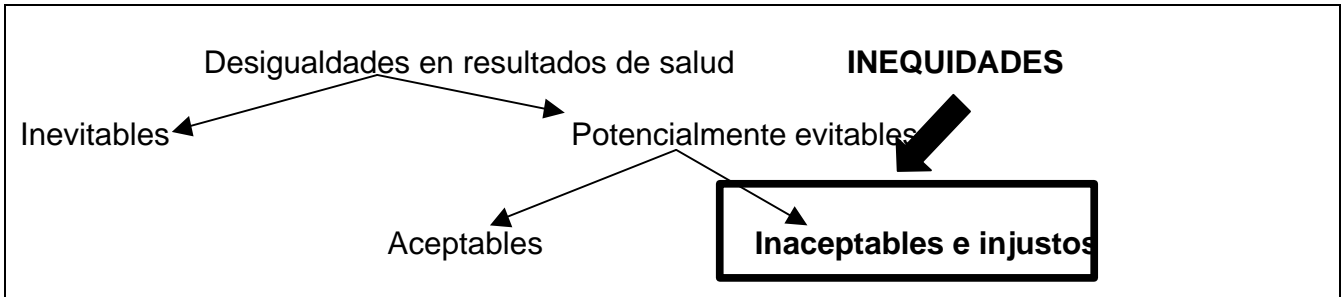 Desigualdades en resultados de salud INEQUIDADES
Inevitables Potencialmente evitables
Aceptables Inaceptables e injustos